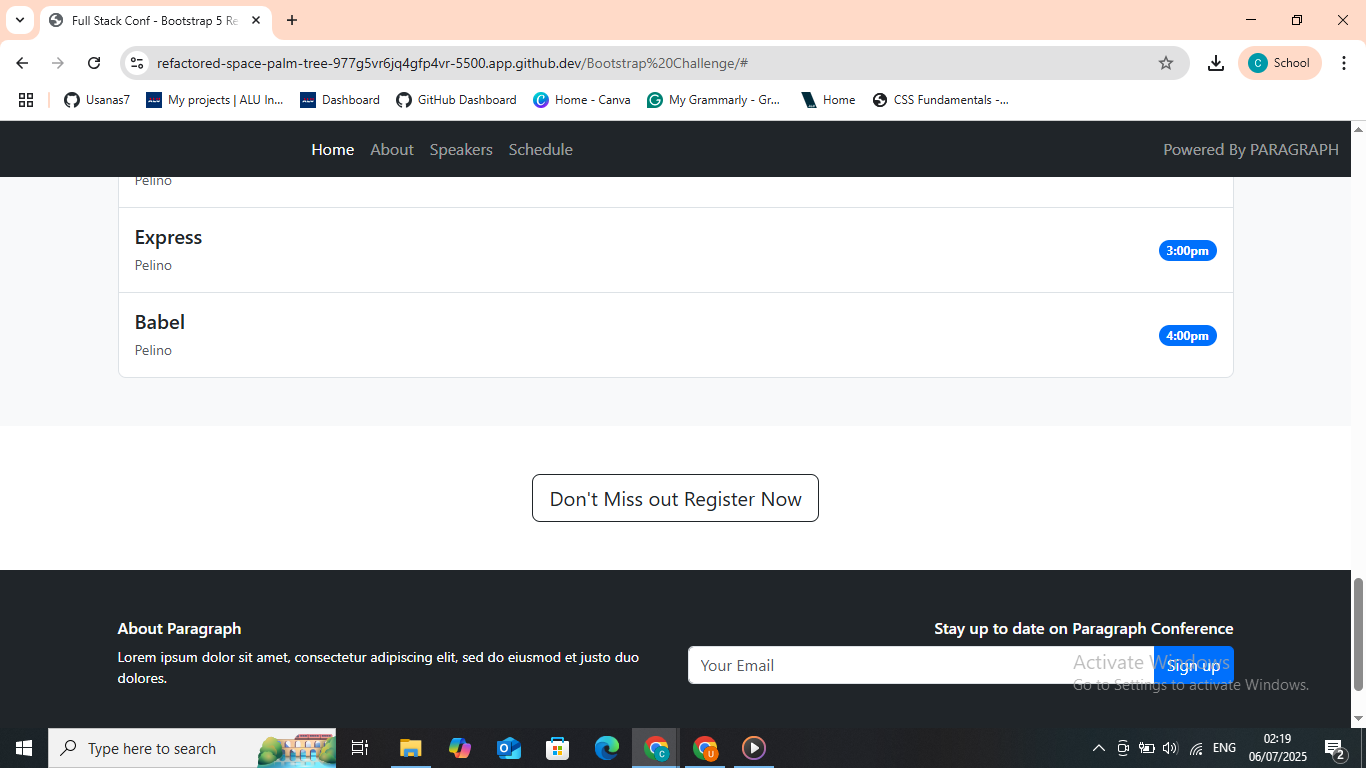 Full Stack Conf - Bootstrap 5 Re
refactored-space-palm-tree-977g5vr6jq4gfp4vr-5500.app.github.dev/Bootstrap%20Challenge/#
C School
Usanas7 My projects | ALU In... Dashboard GitHub Dashboard Home - Canva My Grammarly - Gr... Home CSS Fundamentals -...
Home About Speakers Schedule Powered By PARAGRAPH
Pelino
Express
Pelino
3:00pm
Babel
Pelino
4:00pm
Don't Miss out Register Now
About Paragraph
Lorem ipsum dolor sit amet, consectetur adipiscing elit, sed do eiusmod et justo duo
dolores.
Stay up to date on Paragraph Conference
Your Email Sign up
Activate Windows
Go to Settings to activate Windows.
Type here to search
ENG
02:19
06/07/2025
2